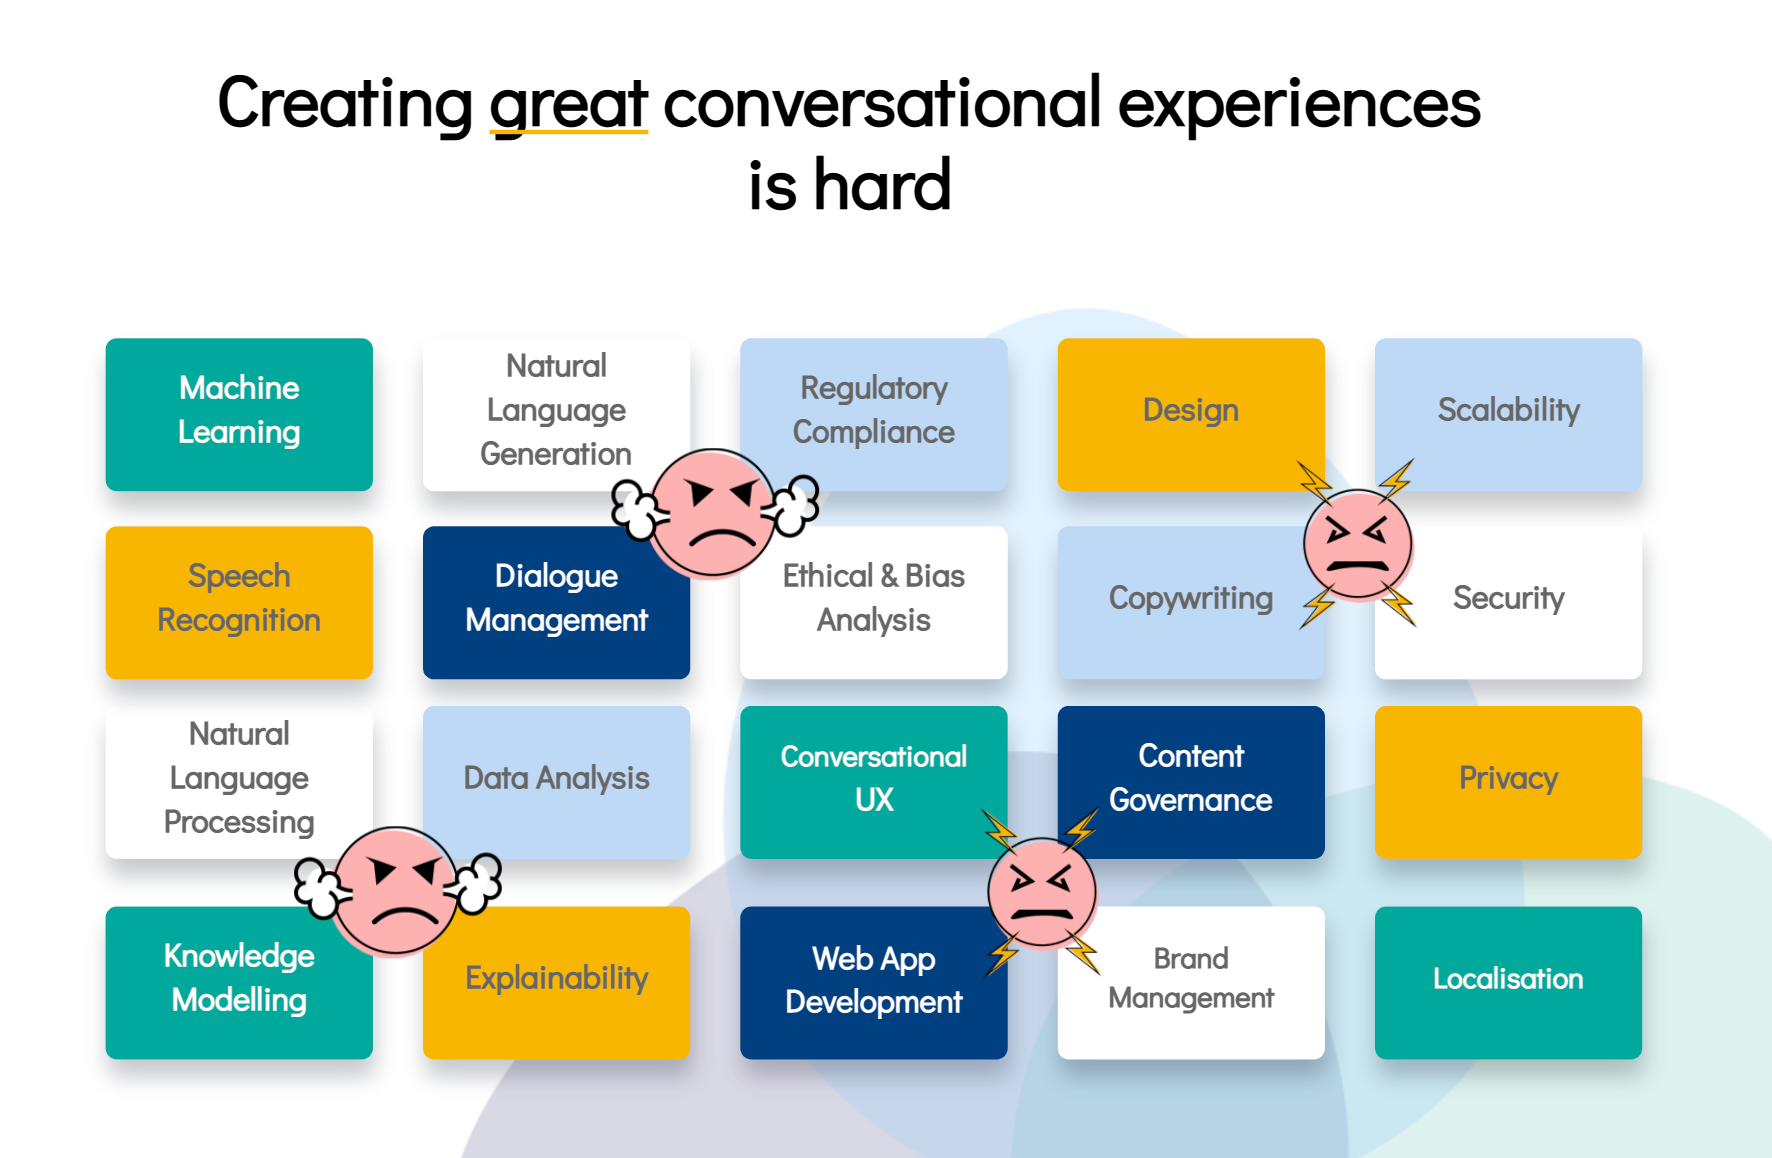 Creating great conversational experiences
is hard
Machine
Learning
Natural
Language
Generation
Regulatory
Compliance
Design
Scalability
Speech
Recognition
Dialogue
Management
Ethical & Bias
Analysis
Copywriting
Security
Natural
Language
Processing
Data Analysis
Conversational
UX
Content
Governance
Privacy
Knowledge
Modelling
Explainability
Web App
Development
Brand
Management
Localisation